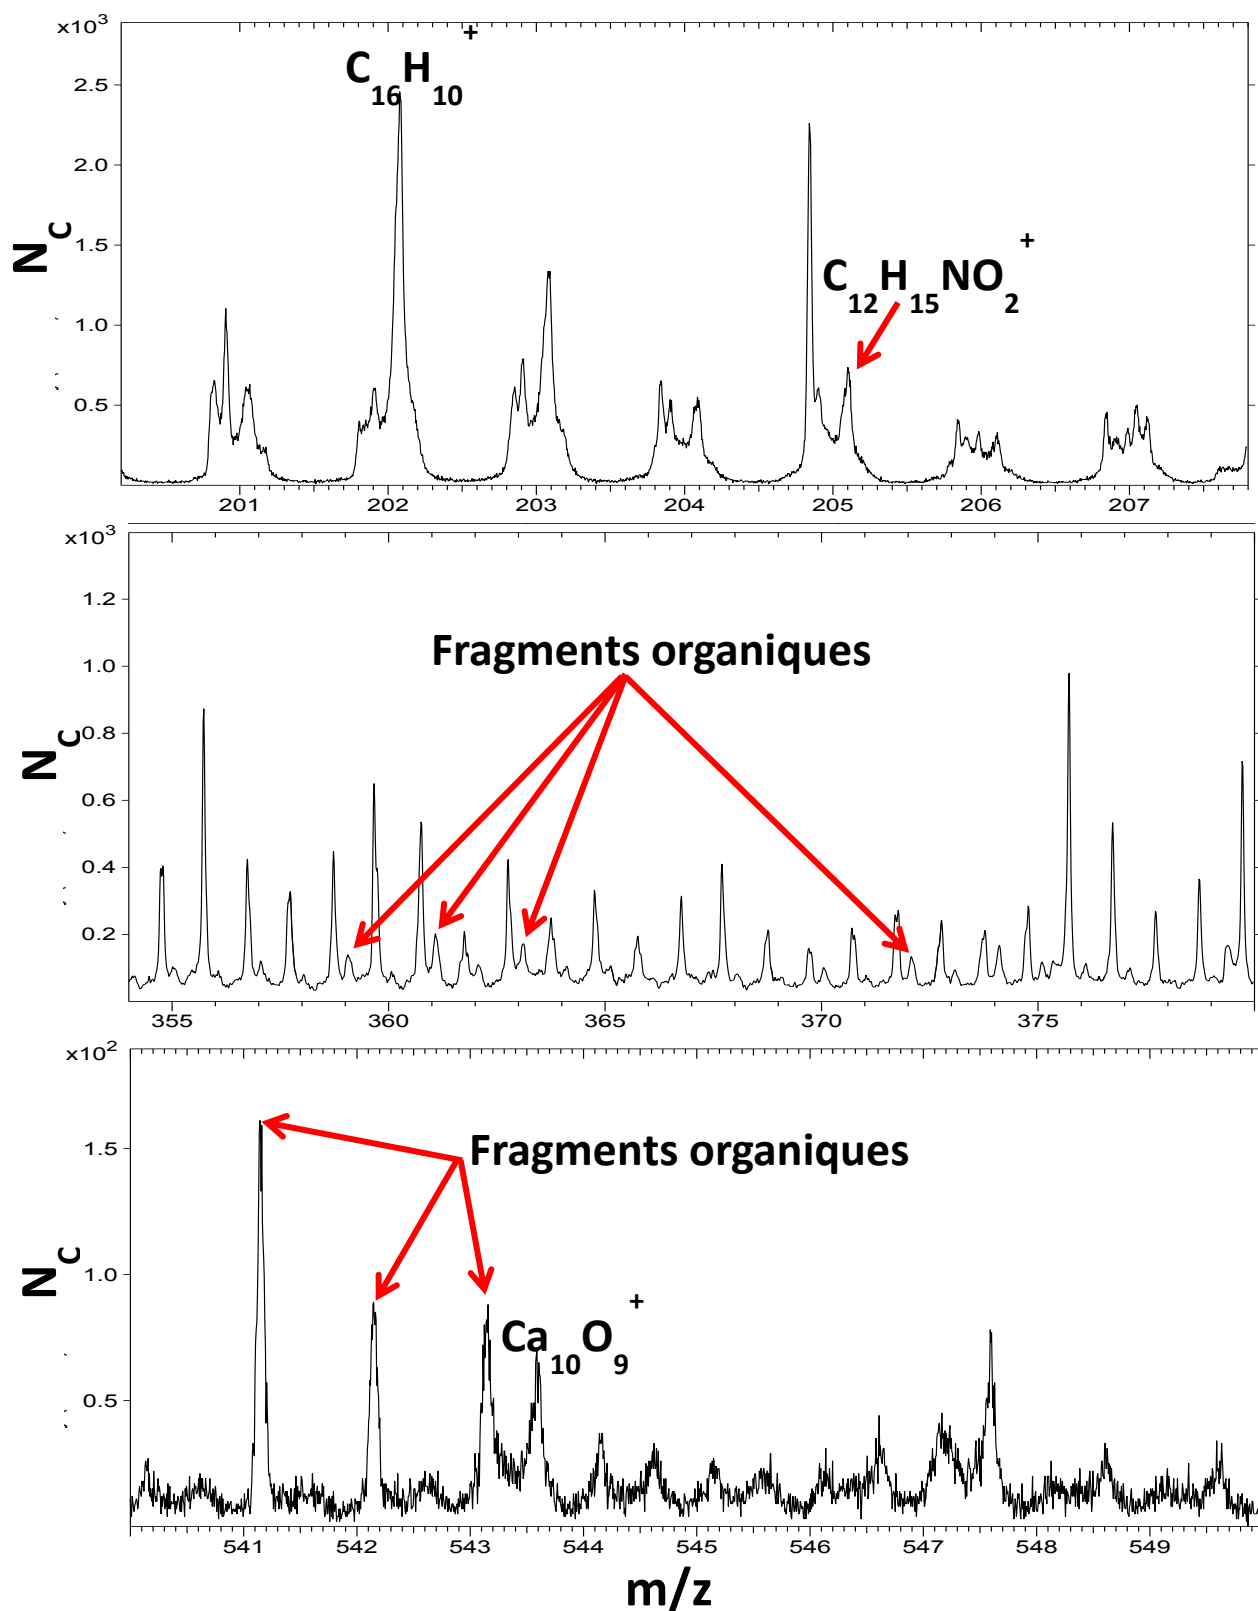 x10³
C₁₆H₁₀⁺
2.5
2.0
C₁₂H₁₅NO₂⁺
1.5
1.0
0.5
N_C
201 202 203 204 205 206 207
x10³
1.2
Fragments organiques
1.0
0.8
0.6
0.4
0.2
N_C
355 360 365 370 375
x10²
Fragments organiques
1.5
1.0
Ca₁₀O₉⁺
0.5
N_C
541 542 543 544 545 546 547 548 549
m/z